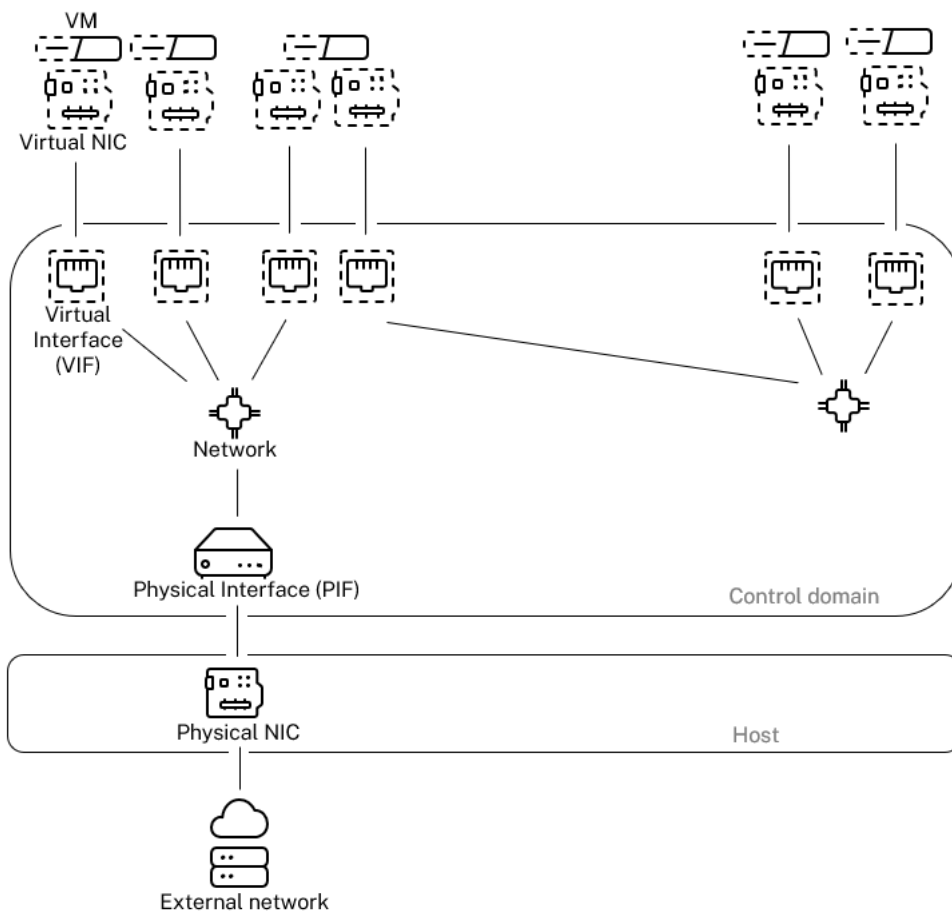 VM
Virtual NIC
Virtual
Interface
(VIF)
Network
Physical Interface (PIF)
Control domain
Physical NIC
Host
External network